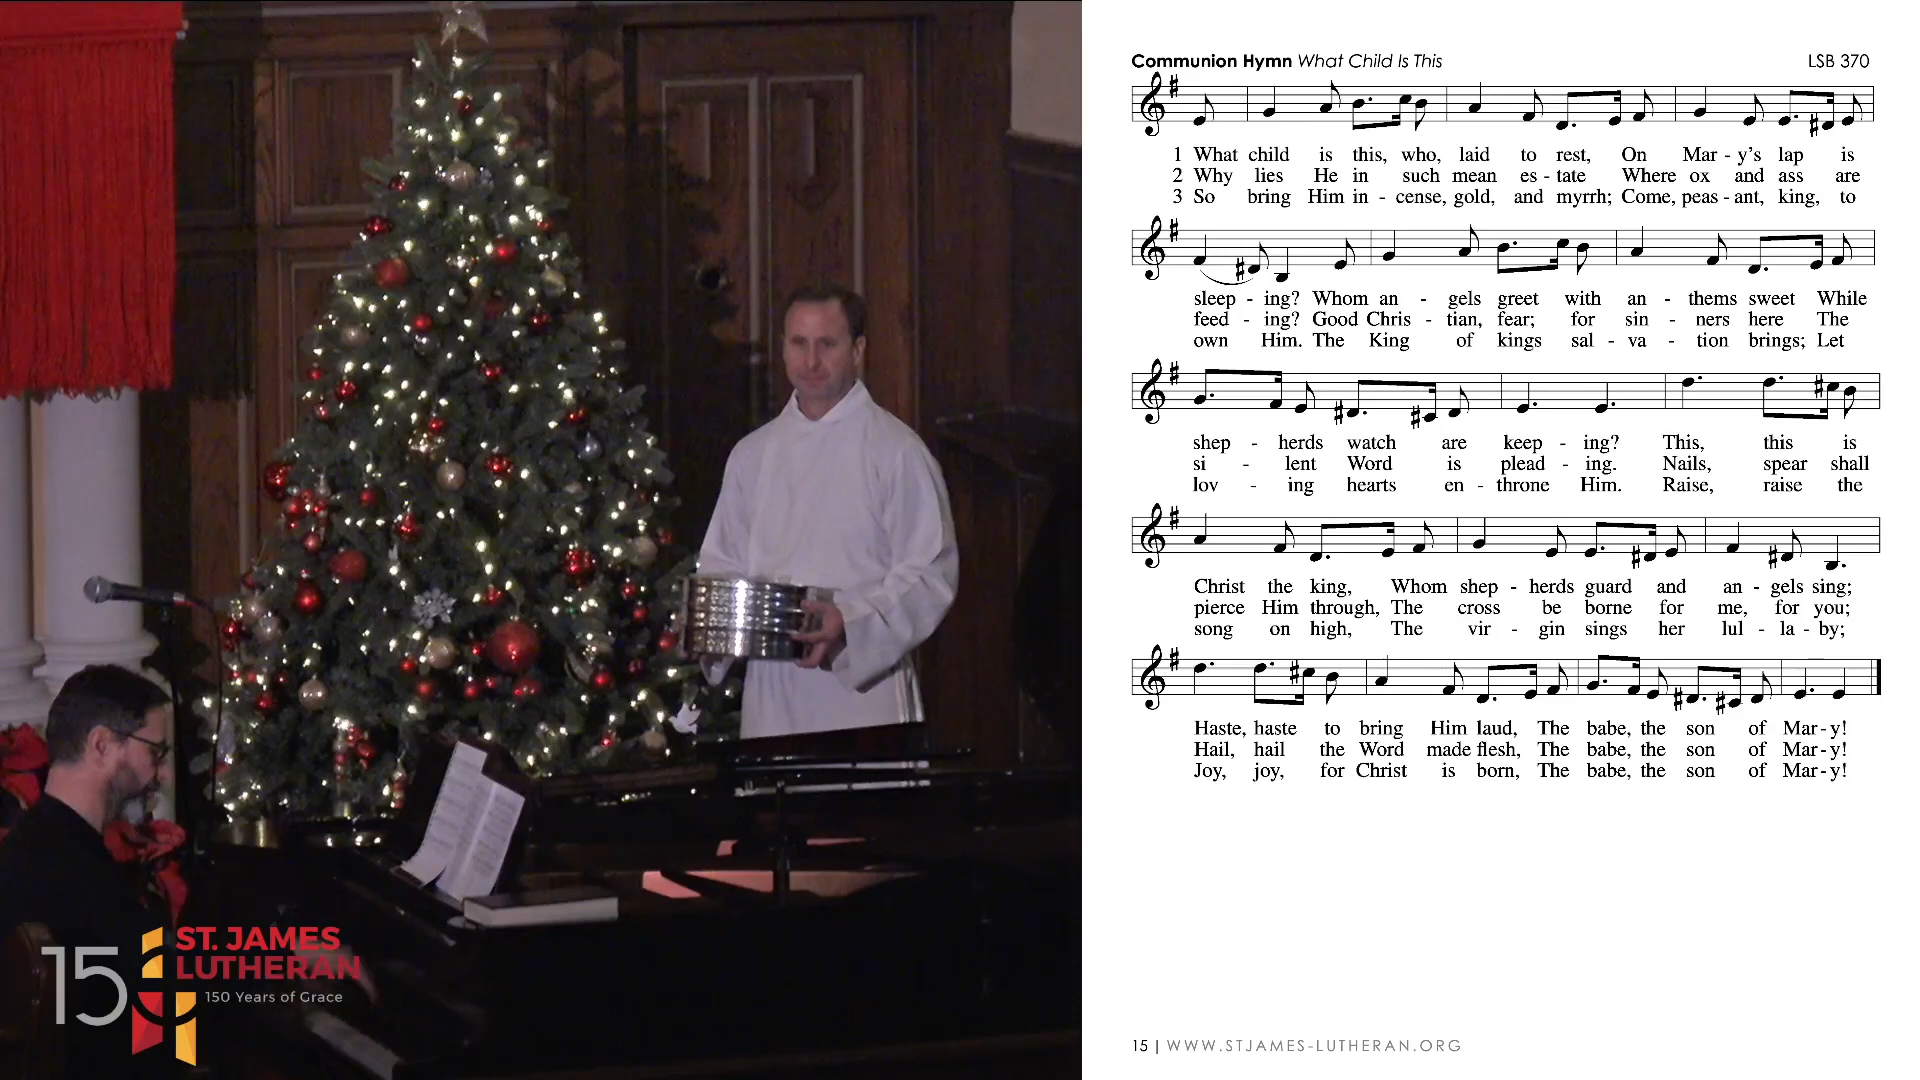 Communion Hymn What Child Is This LSB 370
1 What child is this, who, laid to rest, On Mar - y's lap is
2 Why lies He in such mean es - tate Where ox and ass are
3 So bring Him in - cense, gold, and myrrh; Come, peas - ant, king, to
sleep - ing? Whom an - gels greet with an - thems sweet While
feed - ing? Good Chris - tian, fear; for sin - ners here The
own Him. The King of kings sal - va - tion brings; Let
shep - herds watch are keep - ing? This, this is
si - lent Word is plead - ing. Nails, spear shall
lov - ing hearts en - throne Him. Raise, raise the
Christ the king, Whom shep - herds guard and an - gels sing;
pierce Him through, The cross be borne for me, for you;
song on high, The vir - gin sings her lul - la - by;
Haste, haste to bring Him laud, The babe, the son of Mar - y!
Hail, hail the Word made flesh, The babe, the son of Mar - y!
Joy, joy, for Christ is born, The babe, the son of Mar - y!
15 | WWW.STJAMES-LUTHERAN.ORG
150
ST. JAMES
LUTHERAN
150 Years of Grace